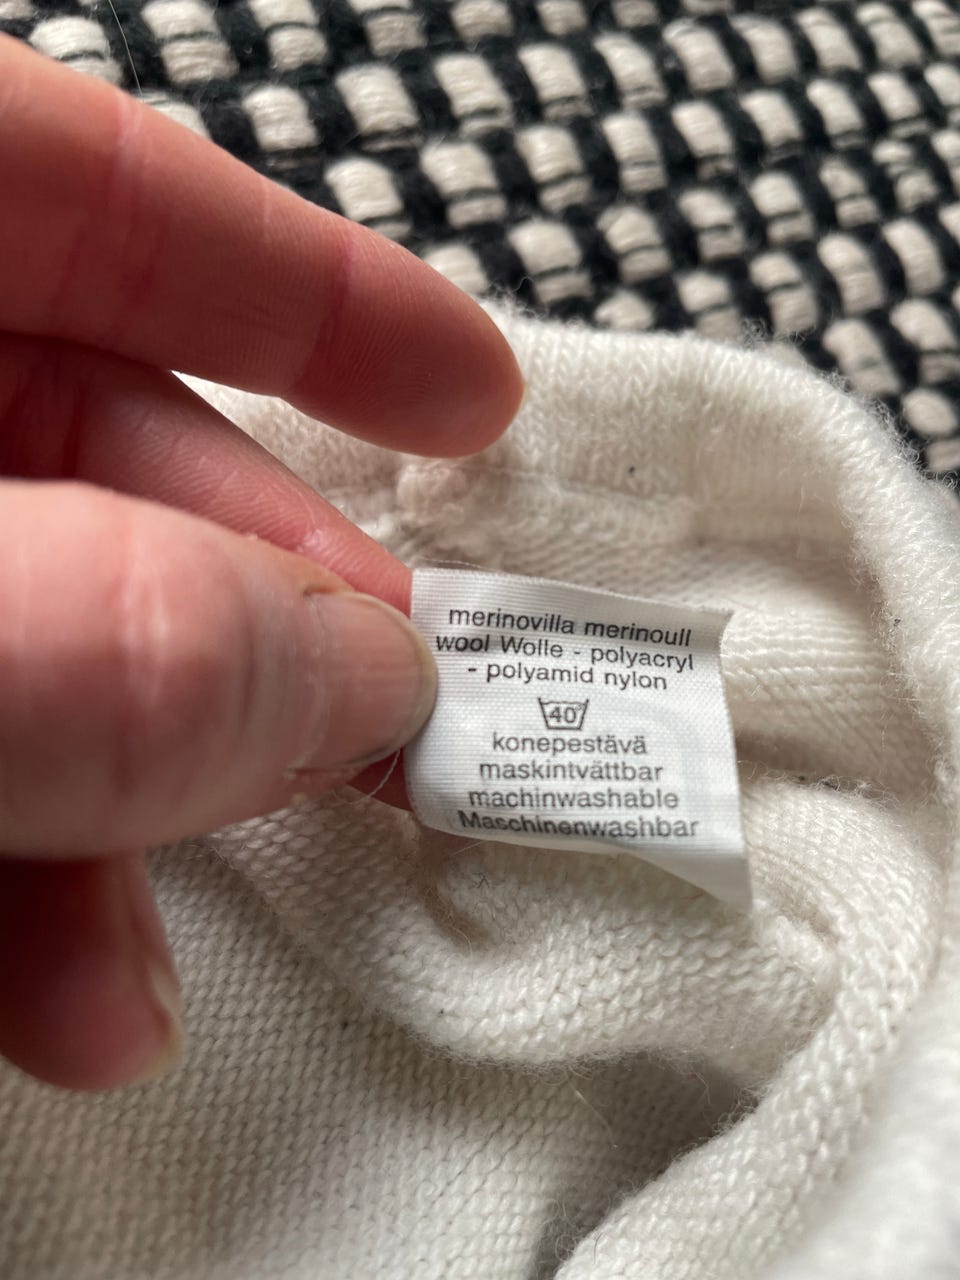 merinovilla merinoull
wool Wolle - polyacryl
- polyamid nylon
40
konepestävä
maskintvättbar
machinwashable
Maschinenwashbar